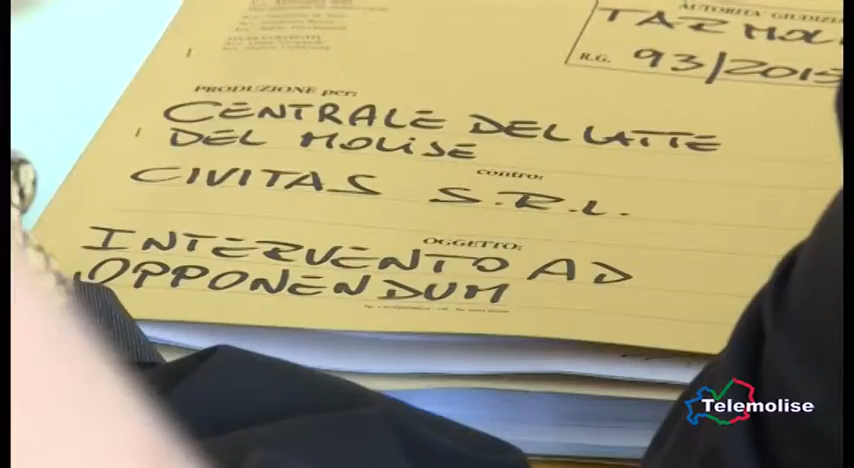 AUTORITÀ GIUDIZIA
TAR MOLI
R.G. 93/2015
PRODUZIONE per:
CENTRALE DEL LATTE
DEL MOLISE
contro:
CIVITAS S.R.L.
OGGETTO:
INTERVENTO AD
OPPONENDUM
Telemolise